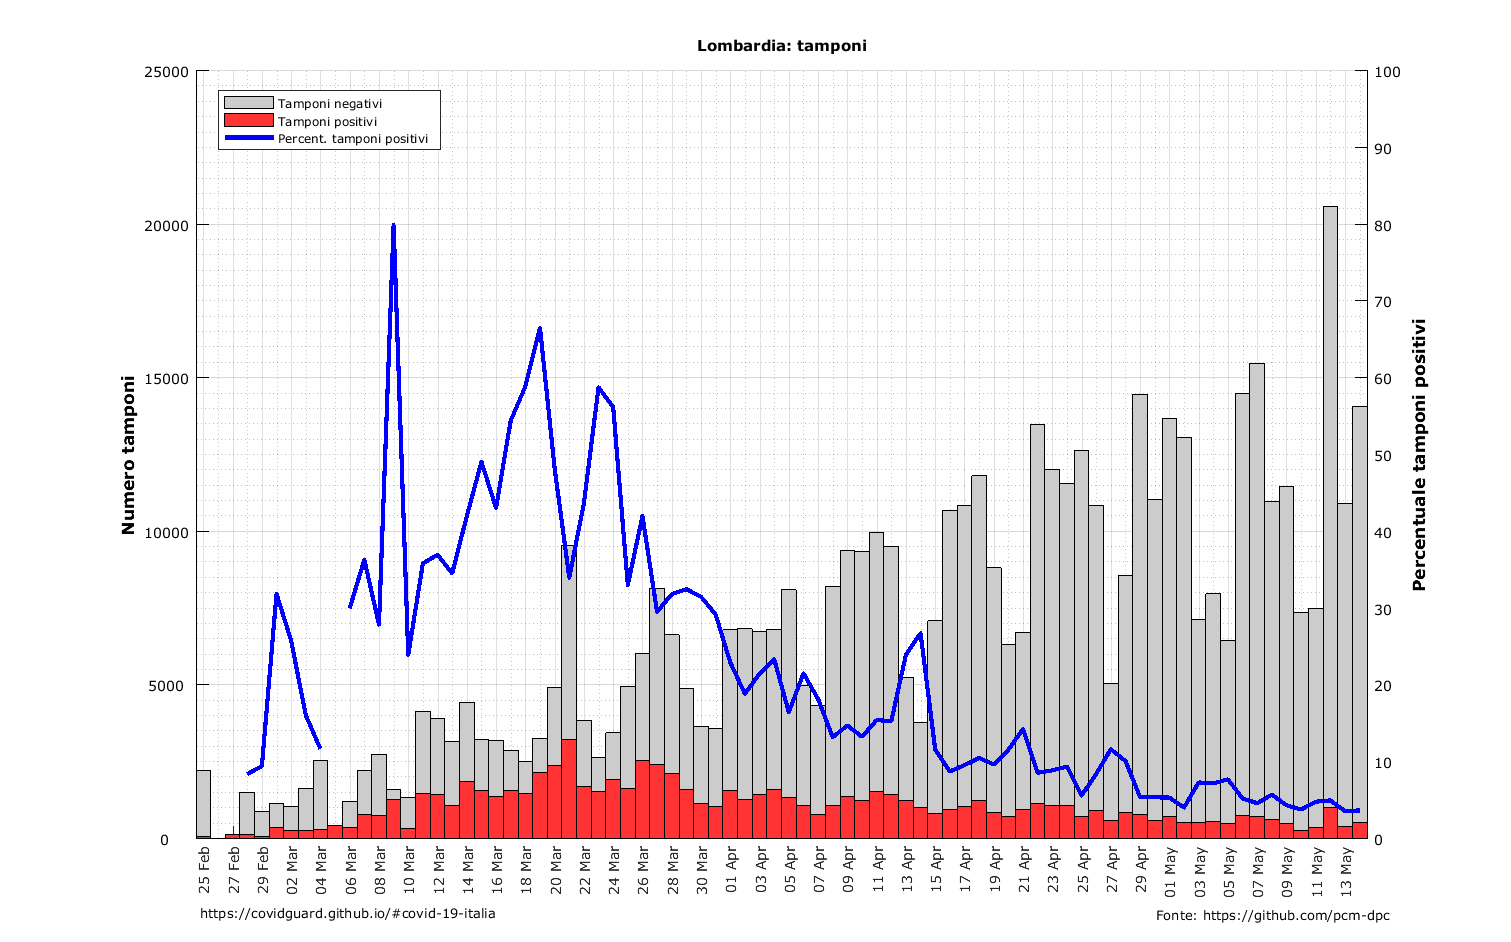 Lombardia: tamponi
25000
20000
15000
10000
5000
0
Numero tamponi
Tamponi negativi
Tamponi positivi
Percent. tamponi positivi
100
90
80
70
60
50
40
30
20
10
0
Percentuale tamponi positivi
25 Feb
27 Feb
29 Feb
02 Mar
04 Mar
06 Mar
08 Mar
10 Mar
12 Mar
14 Mar
16 Mar
18 Mar
20 Mar
22 Mar
24 Mar
26 Mar
28 Mar
30 Mar
01 Apr
03 Apr
05 Apr
07 Apr
09 Apr
11 Apr
13 Apr
15 Apr
17 Apr
19 Apr
21 Apr
23 Apr
25 Apr
27 Apr
29 Apr
01 May
03 May
05 May
07 May
09 May
11 May
13 May
https://covidguard.github.io/#covid-19-italia
Fonte: https://github.com/pcm-dpc